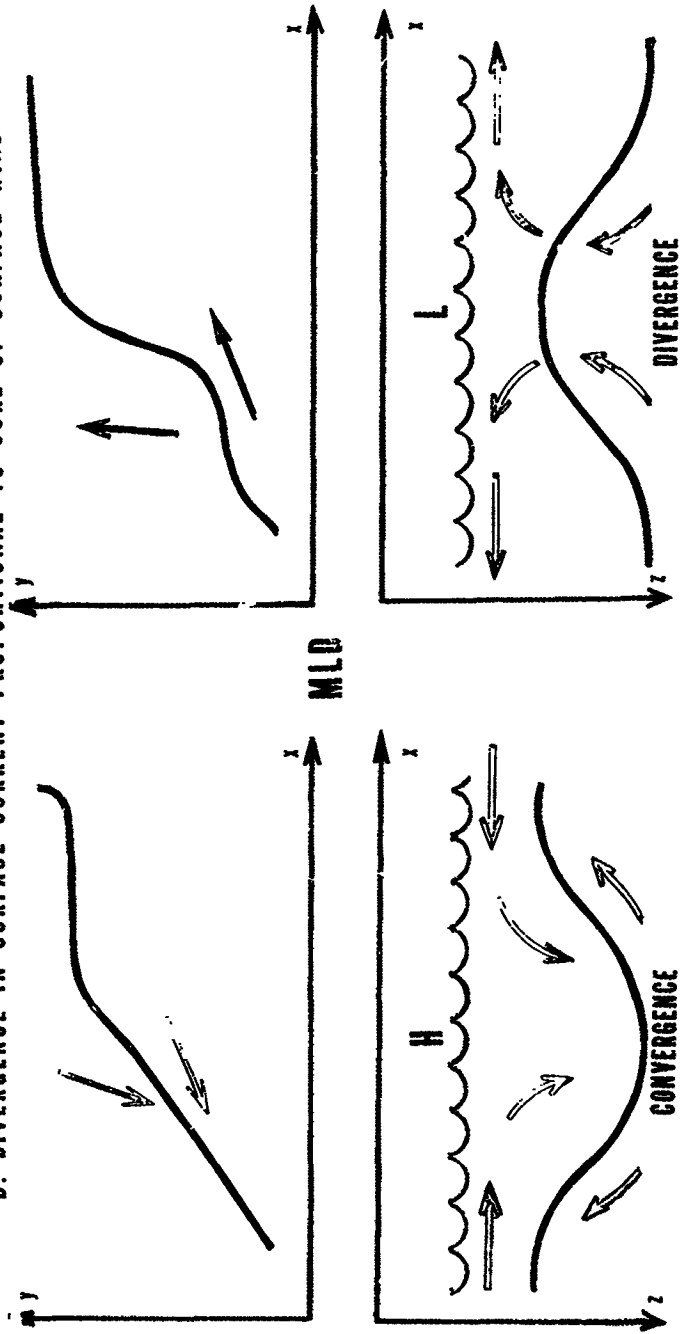 DIVERGENCE IN SURFACE CURRENT PROPORTIONAL TO CURL OF SURFACE WIND
y
x
y
x
MLD
x
H
z
CONVERGENCE
x
L
z
DIVERGENCE